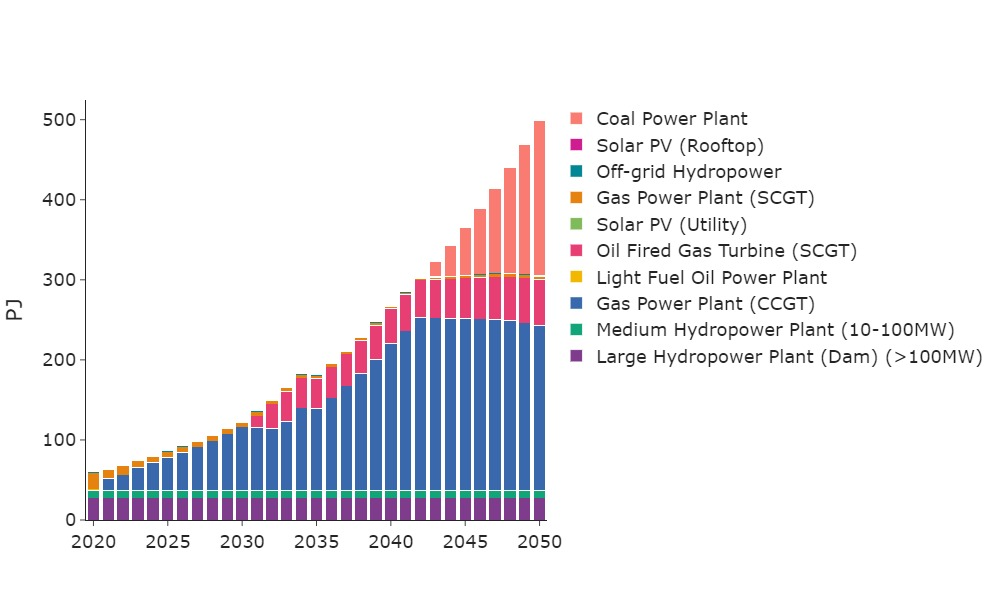 500
400
300
200
100
0
PJ
2020
2025
2030
2035
2040
2045
2050
Coal Power Plant
Solar PV (Rooftop)
Off-grid Hydropower
Gas Power Plant (SCGT)
Solar PV (Utility)
Oil Fired Gas Turbine (SCGT)
Light Fuel Oil Power Plant
Gas Power Plant (CCGT)
Medium Hydropower Plant (10-100MW)
Large Hydropower Plant (Dam) (>100MW)